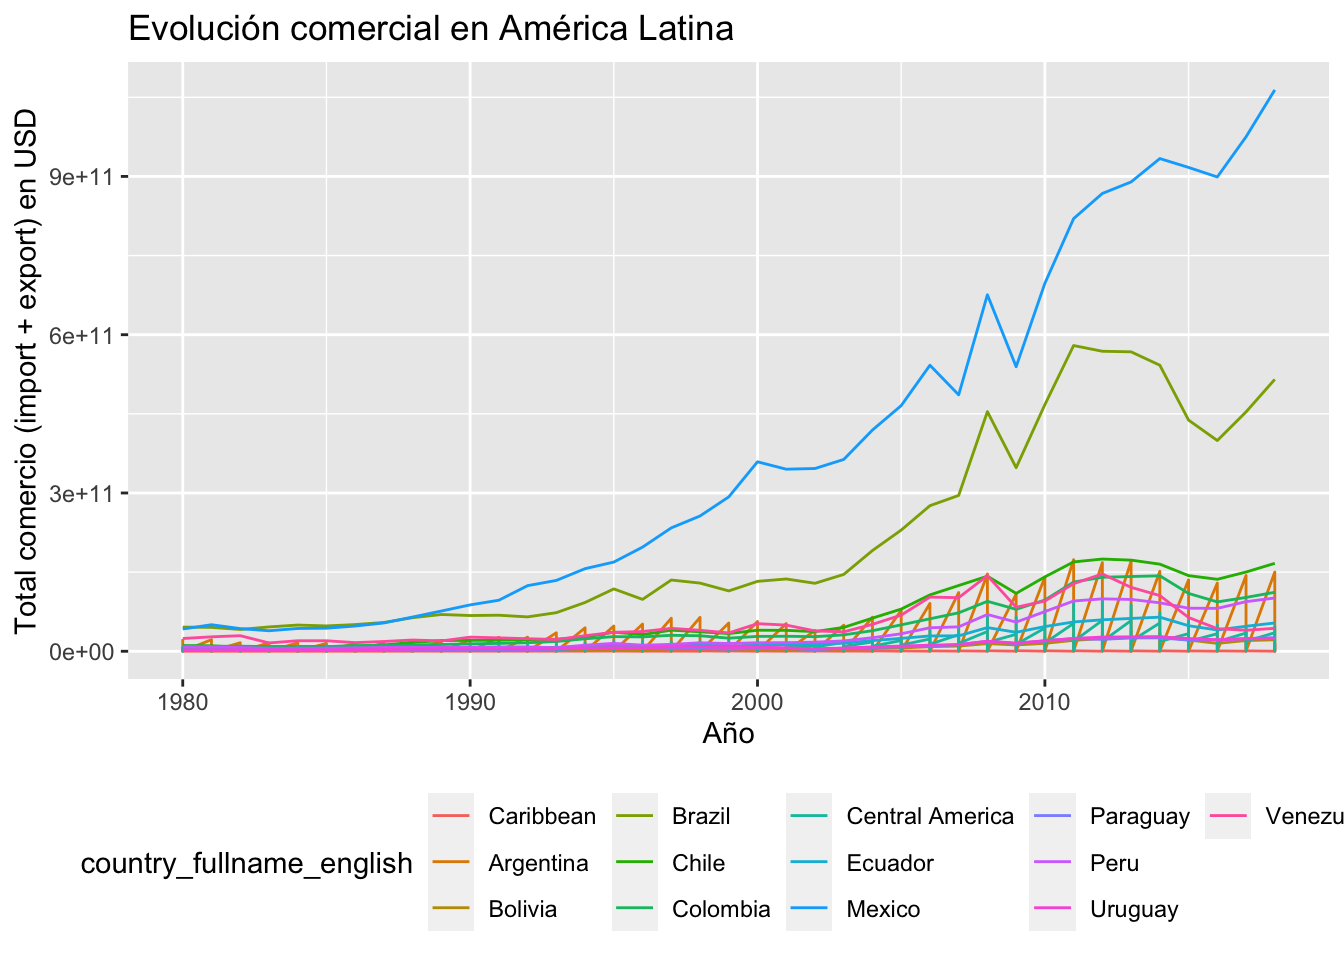 Evolución comercial en América Latina
Total comercio (import + export) en USD
9e+11
6e+11
3e+11
0e+00
1980 1990 2000 2010
Año
country_fullname_english
Caribbean Brazil Central America Paraguay Venezu
Argentina Chile Ecuador Peru
Bolivia Colombia Mexico Uruguay